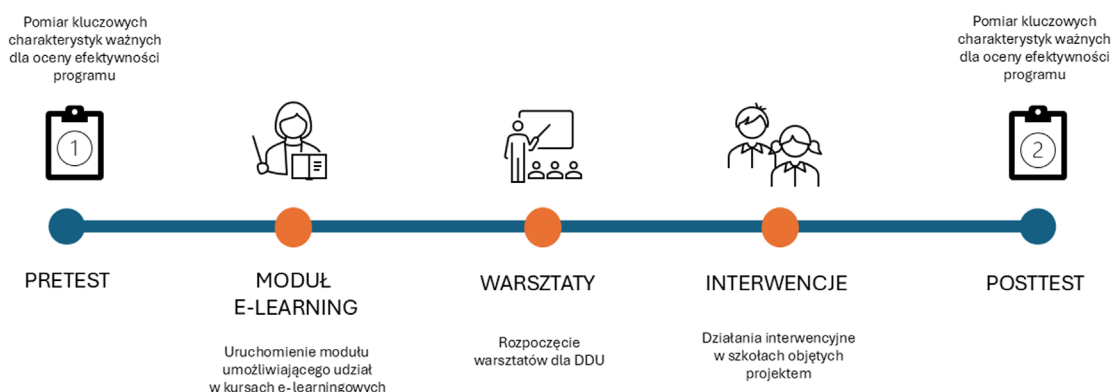 Pomiar kluczowych
charakterystyk ważnych
dla oceny efektywności
programu
Pomiar kluczowych
charakterystyk ważnych
dla oceny efektywności
programu
1
2
PRETEST
MODUŁ
E-LEARNING
WARSZTATY
INTERWENCJE
POSTTEST
Uruchomienie modułu
umożliwiającego udział
w kursach e-learningowych
Rozpoczęcie
warsztatów dla DDU
Działania interwencyjne
w szkołach objętych
projektem